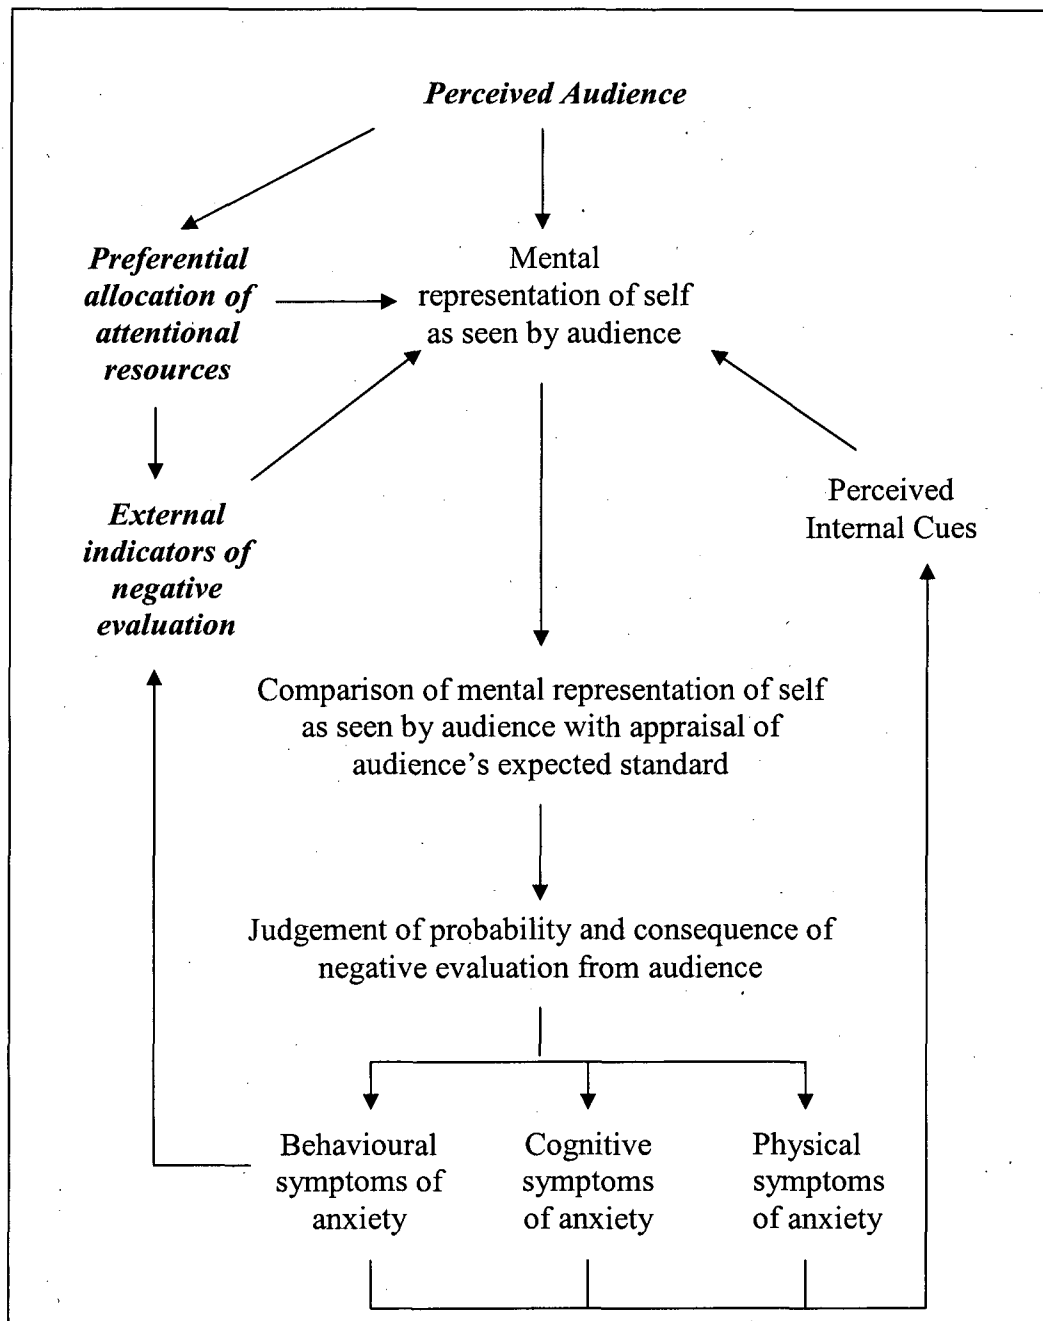 Perceived Audience
Preferential
allocation of
attentional
resources
Mental
representation of self
as seen by audience
External
indicators of
negative
evaluation
Perceived
Internal Cues
Comparison of mental representation of self
as seen by audience with appraisal of
audience's expected standard
Judgement of probability and consequence of
negative evaluation from audience
Behavioural
symptoms of
anxiety
Cognitive
symptoms
of anxiety
Physical
symptoms
of anxiety